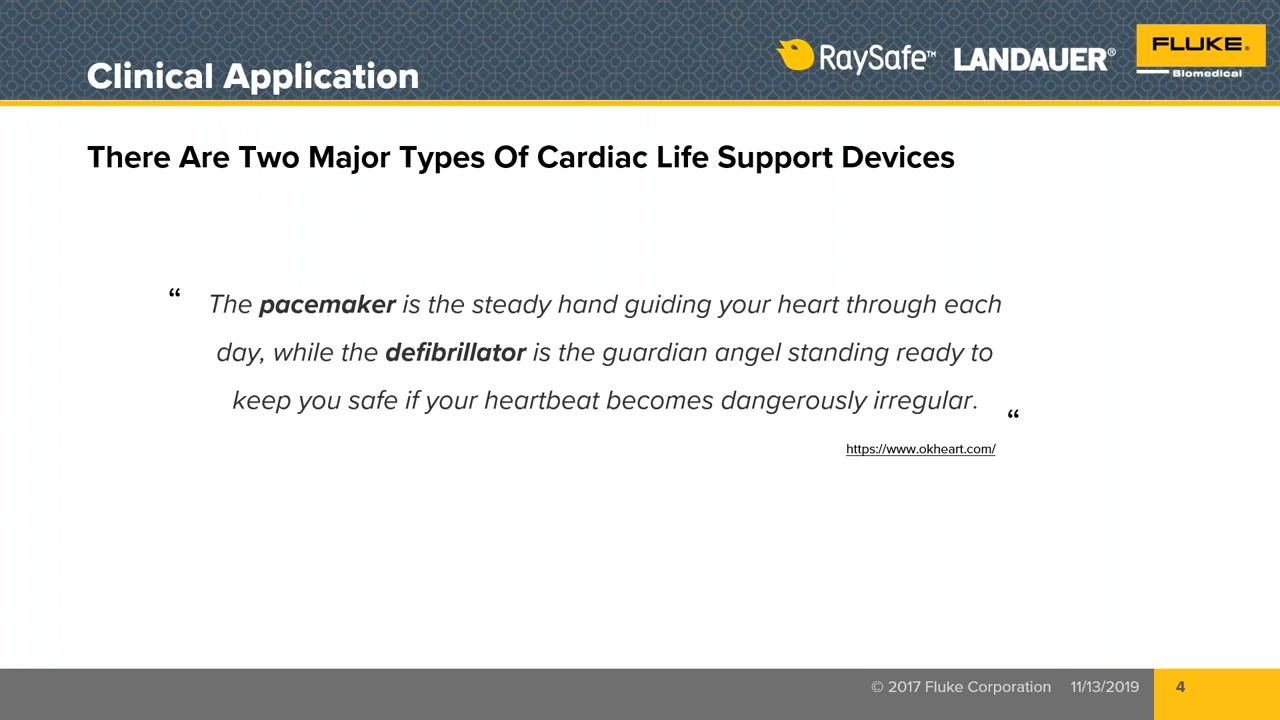 Clinical Application
RaySafe™
LANDAUER®
FLUKE®
Biomedical
There Are Two Major Types Of Cardiac Life Support Devices
“ The pacemaker is the steady hand guiding your heart through each
day, while the defibrillator is the guardian angel standing ready to
keep you safe if your heartbeat becomes dangerously irregular. “
https://www.okheart.com/
© 2017 Fluke Corporation 11/13/2019 4